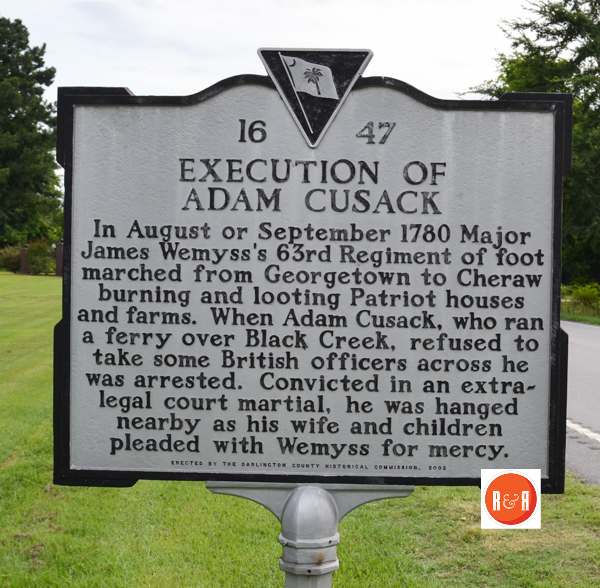 16 47
EXECUTION OF
ADAM CUSACK
In August or September 1780 Major
James Wemyss's 63rd Regiment of foot
marched from Georgetown to Cheraw
burning and looting Patriot houses
and farms. When Adam Cusack, who ran
a ferry over Black Creek, refused to
take some British officers across he
was arrested. Convicted in an extra-
legal court martial, he was hanged
nearby as his wife and children
pleaded with Wemyss for mercy.
ERECTED BY THE DARLINGTON COUNTY HISTORICAL COMMISSION, 2002
R&R